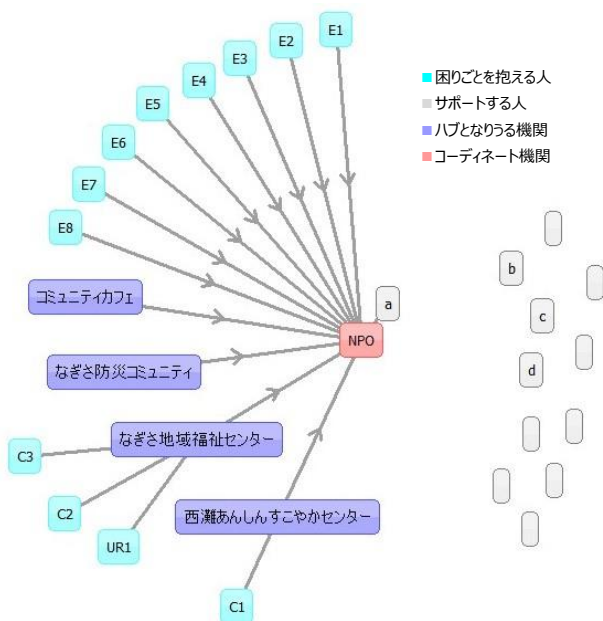 E1
E2
E3
E4
E5
E6
E7
E8
困りごとを抱える人
サポートする人
ハブとなりうる機関
コーディネート機関
コミュニティカフェ
a
b
c
NPO
d
なぎさ防災コミュニティ
なぎさ地域福祉センター
C3
C2
UR1
西灘あんしんすこやかセンター
C1